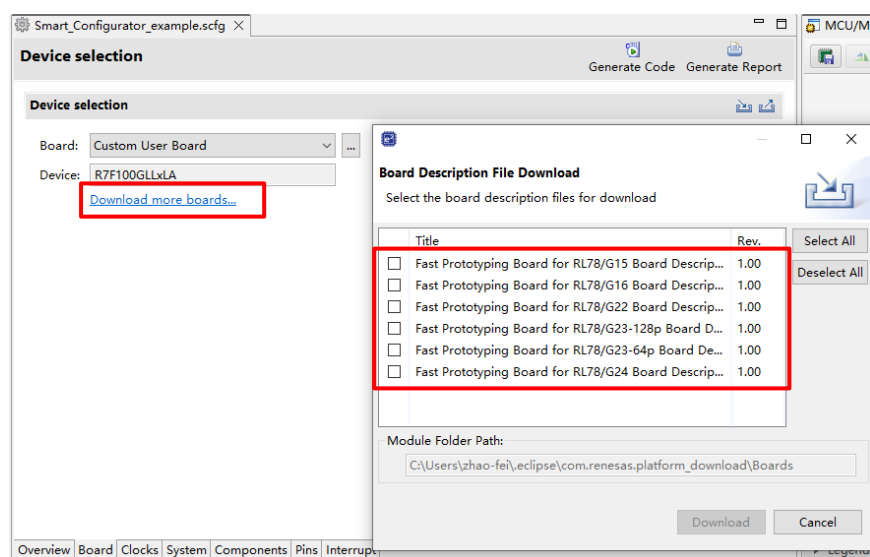 Smart_Configurator_example.scfg
MCU/M
Device selection
Generate Code Generate Report
Device selection
Board: Custom User Board ...
Device: R7F100GLLxLA
Download more boards...
Board Description File Download
Select the board description files for download
Title Rev.
Select All
Deselect All
Fast Prototyping Board for RL78/G15 Board Descrip... 1.00
Fast Prototyping Board for RL78/G16 Board Descrip... 1.00
Fast Prototyping Board for RL78/G22 Board Descrip... 1.00
Fast Prototyping Board for RL78/G23-128p Board D... 1.00
Fast Prototyping Board for RL78/G23-64p Board De... 1.00
Fast Prototyping Board for RL78/G24 Board Descrip... 1.00
Module Folder Path:
C:\Users\zhao-fei\.eclipse\com.renesas.platform_download\Boards
Download Cancel
Overview Board Clocks System Components Pins Interrupt
Legend